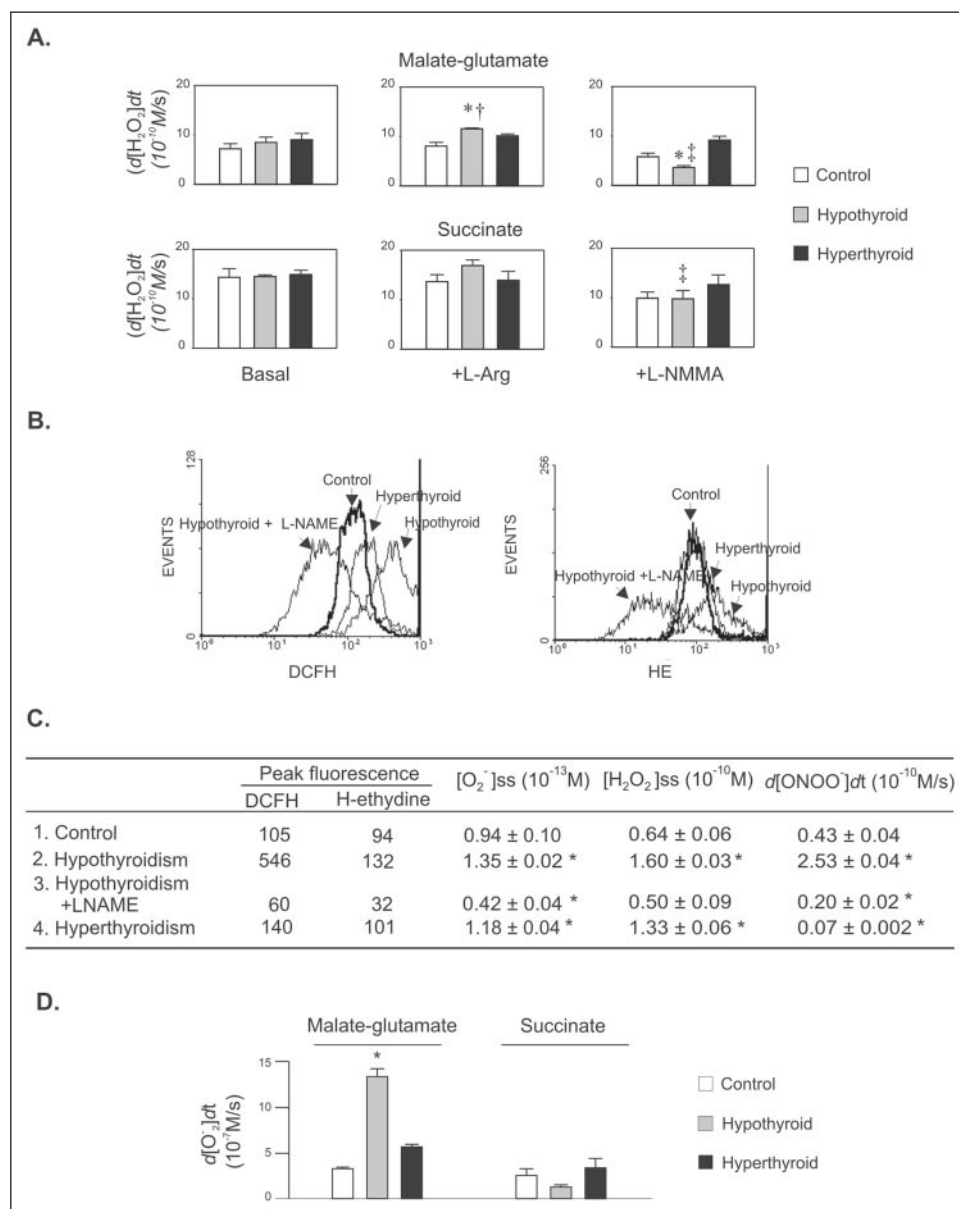 A.
Malate-glutamate
(d[H₂O₂]dt
(10⁻¹⁰M/s)
20
10
0
20
*†
10
0
20
*‡
10
0
Control
Hypothyroid
Hyperthyroid
Succinate
(d[H₂O₂]dt
(10⁻¹⁰M/s)
20
10
0
20
10
0
20
‡
10
0
Basal
+L-Arg
+L-NMMA
B.
128
EVENTS
0
Control
Hyperthyroid
Hypothyroid + L-NAME
Hypothyroid
10⁰ 10¹ 10² 10³
DCFH
256
EVENTS
0
Control
Hyperthyroid
Hypothyroid +L-NAME
Hypothyroid
10⁰ 10¹ 10² 10³
HE
C.
Peak fluorescence [O₂⁻]ss (10⁻¹³M) [H₂O₂]ss (10⁻¹⁰M) d[ONOO⁻]dt (10⁻¹⁰M/s)
DCFH H-ethydine
1. Control 105 94 0.94 ± 0.10 0.64 ± 0.06 0.43 ± 0.04
2. Hypothyroidism 546 132 1.35 ± 0.02 * 1.60 ± 0.03 * 2.53 ± 0.04 *
3. Hypothyroidism
+LNAME 60 32 0.42 ± 0.04 * 0.50 ± 0.09 0.20 ± 0.02 *
4. Hyperthyroidism 140 101 1.18 ± 0.04 * 1.33 ± 0.06 * 0.07 ± 0.002 *
D.
Malate-glutamate Succinate
d[O₂⁻]dt
(10⁻⁷M/s)
15
*
10
5
0
Control
Hypothyroid
Hyperthyroid